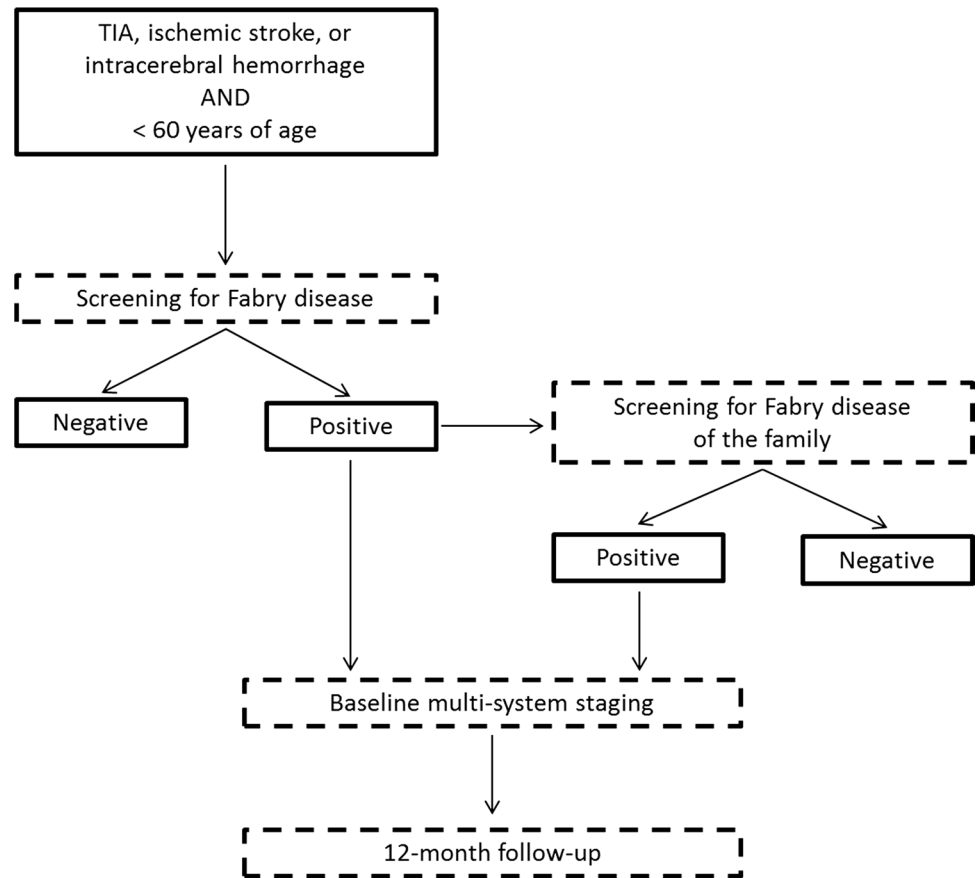 TIA, ischemic stroke, or
intracerebral hemorrhage
AND
< 60 years of age
Screening for Fabry disease
Negative
Positive
Screening for Fabry disease
of the family
Positive
Negative
Baseline multi-system staging
12-month follow-up